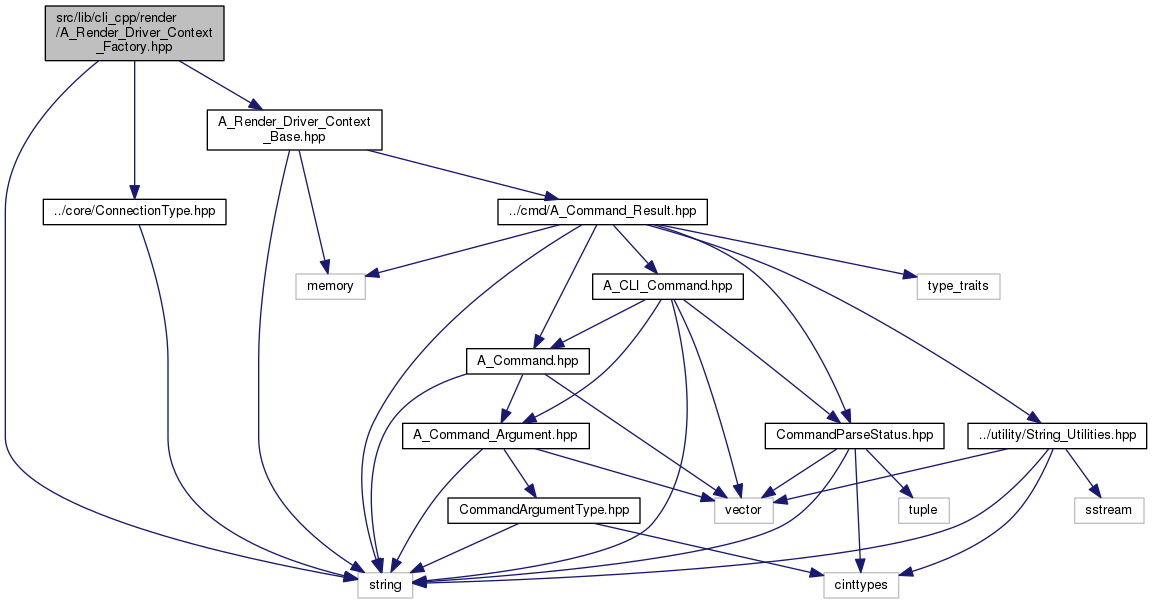 src/lib/cli_cpp/render
/A_Render_Driver_Context
_Factory.hpp
A_Render_Driver_Context
_Base.hpp
../core/ConnectionType.hpp
../cmd/A_Command_Result.hpp
memory
A_CLI_Command.hpp
type_traits
A_Command.hpp
A_Command_Argument.hpp
CommandParseStatus.hpp
../utility/String_Utilities.hpp
CommandArgumentType.hpp
vector
tuple
sstream
string
cinttypes